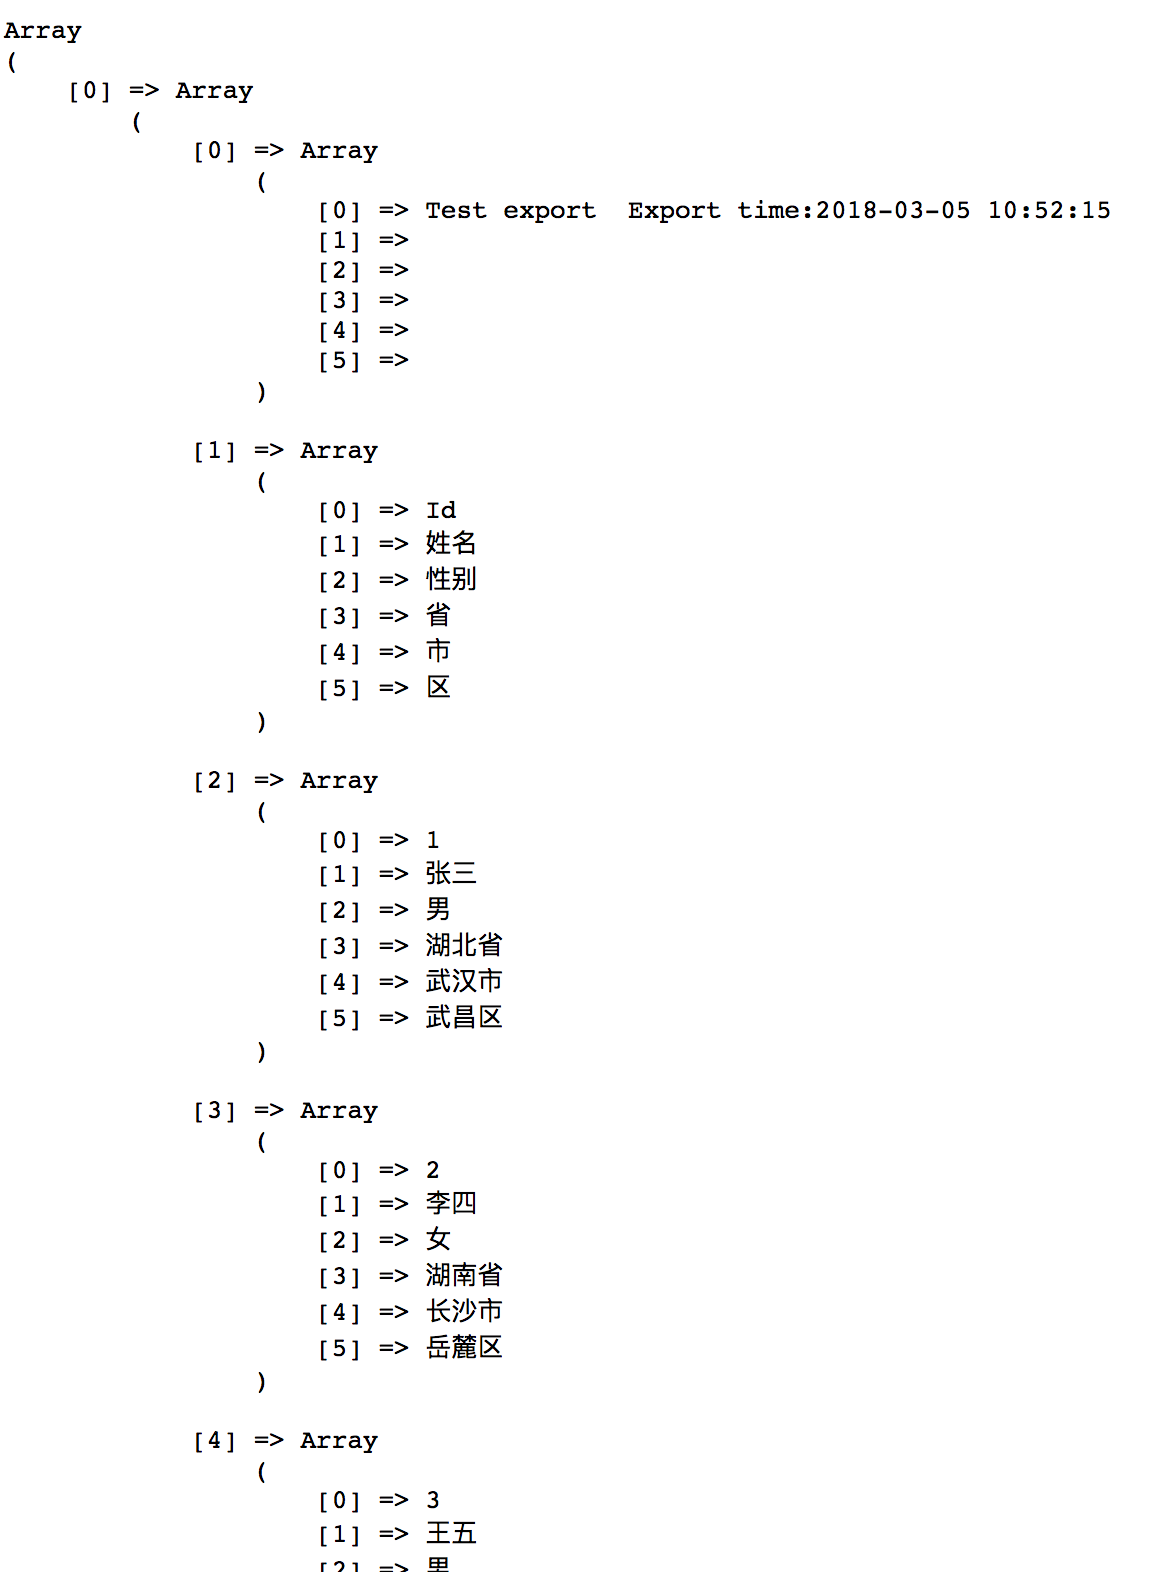 Array
(
    [0] => Array
        (
            [0] => Array
                (
                    [0] => Test export  Export time:2018-03-05 10:52:15
                    [1] =>
                    [2] =>
                    [3] =>
                    [4] =>
                    [5] =>
                )

            [1] => Array
                (
                    [0] => Id
                    [1] => 姓名
                    [2] => 性别
                    [3] => 省
                    [4] => 市
                    [5] => 区
                )

            [2] => Array
                (
                    [0] => 1
                    [1] => 张三
                    [2] => 男
                    [3] => 湖北省
                    [4] => 武汉市
                    [5] => 武昌区
                )

            [3] => Array
                (
                    [0] => 2
                    [1] => 李四
                    [2] => 女
                    [3] => 湖南省
                    [4] => 长沙市
                    [5] => 岳麓区
                )

            [4] => Array
                (
                    [0] => 3
                    [1] => 王五
                    [2] => 男